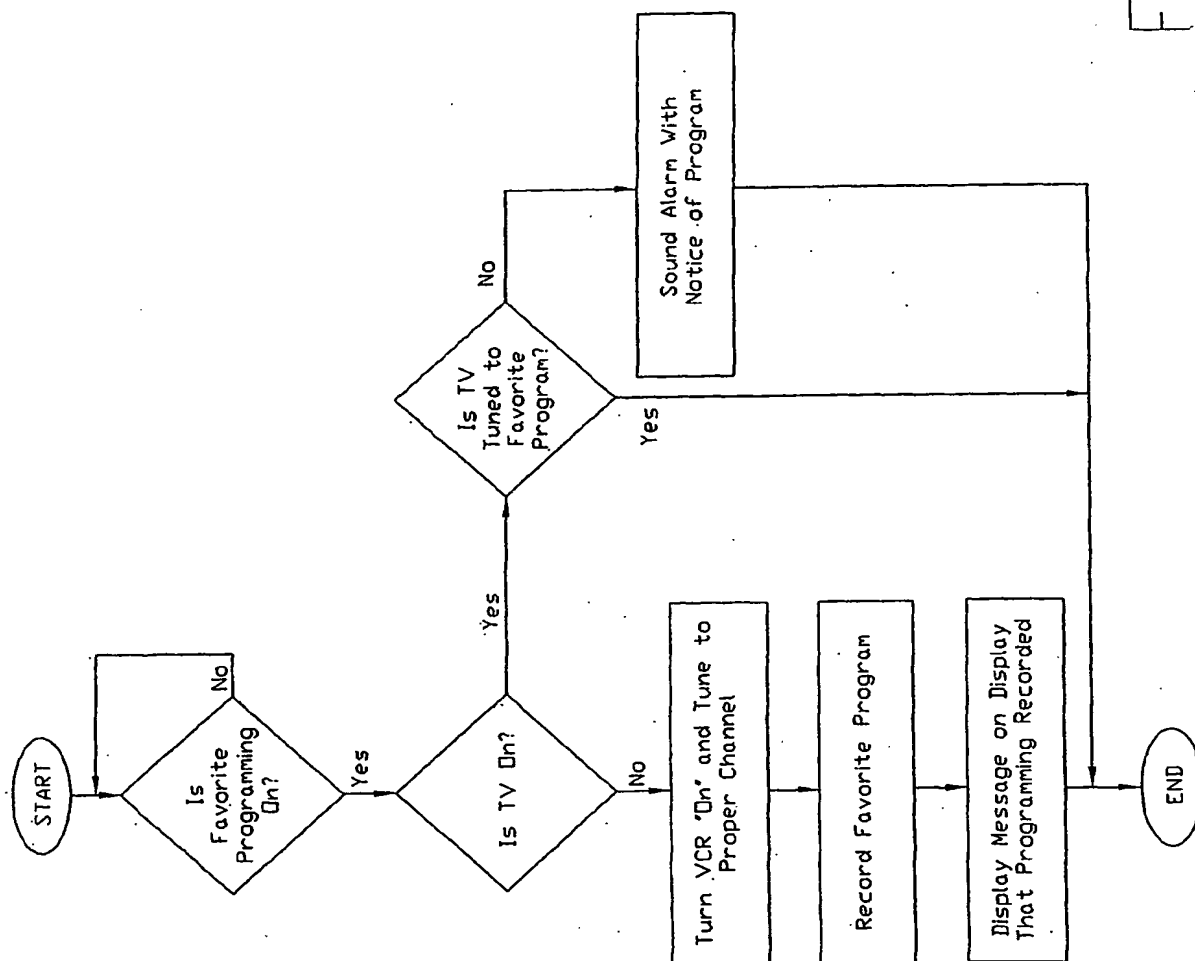 START
Is
Favorite
Programming
On?
No
Yes
Is TV On?
Yes
No
Is TV
Tuned to
Favorite
Program?
No
Yes
Sound Alarm With
Notice of Program
Turn VCR "On" and Tune to
Proper Channel
Record Favorite Program
Display Message on Display
That Programming Recorded
END